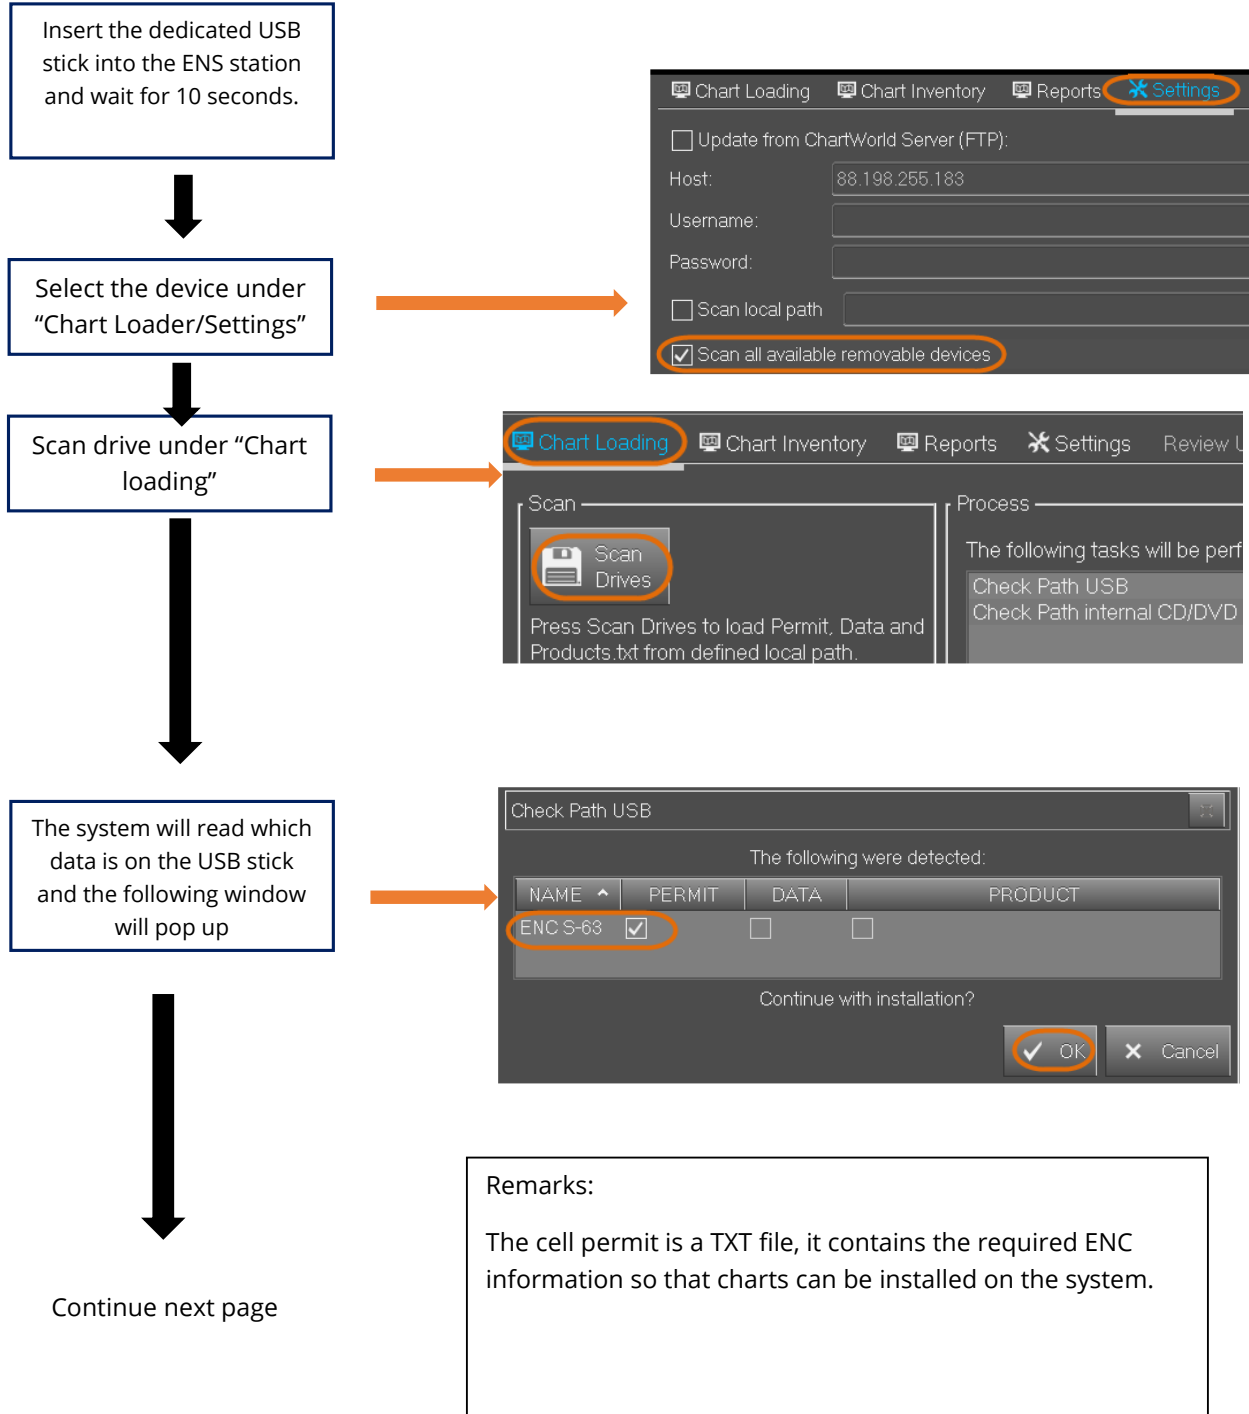 Insert the dedicated USB
stick into the ENS station
and wait for 10 seconds.
Chart Loading Chart Inventory Reports Settings
Update from ChartWorld Server (FTP):
Host: 88.198.255.183
Username:
Password:
Scan local path
Scan all available removable devices
Select the device under
“Chart Loader/Settings”
Scan drive under “Chart
loading”
Chart Loading Chart Inventory Reports Settings Review
Scan
Scan
Drives
Press Scan Drives to load Permit, Data and
Products.txt from defined local path.
Process
The following tasks will be perf
Check Path USB
Check Path internal CD/DVD
The system will read which
data is on the USB stick
and the following window
will pop up
Check Path USB
The following were detected:
NAME PERMIT DATA PRODUCT
ENC S-63
Continue with installation?
OK Cancel
Remarks:
The cell permit is a TXT file, it contains the required ENC
information so that charts can be installed on the system.
Continue next page